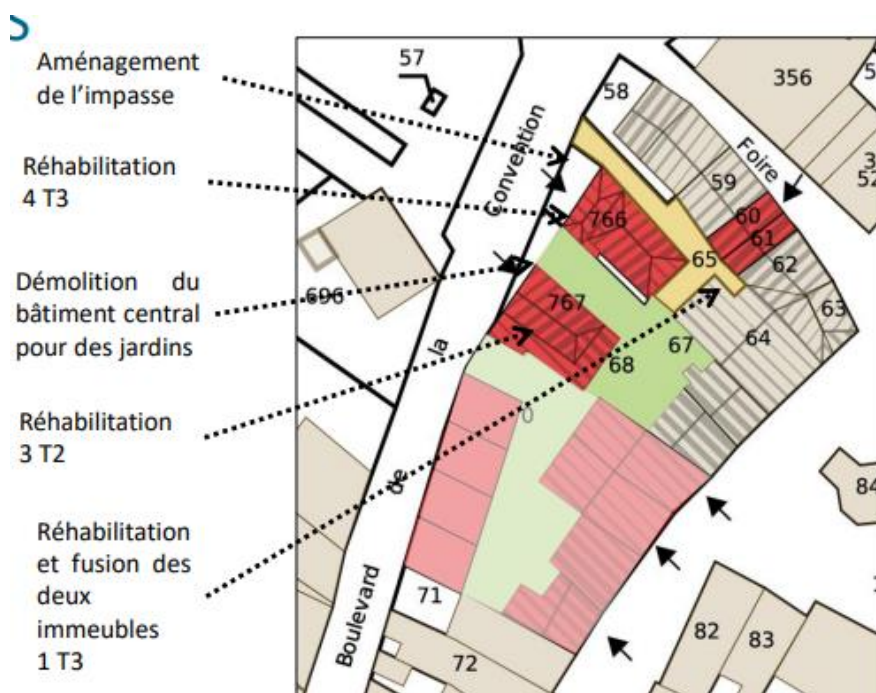 S
Aménagement
de l'impasse
Réhabilitation
4 T3
Démolition du
bâtiment central
pour des jardins
Réhabilitation
3 T2
Réhabilitation
et fusion des
deux
immeubles
1 T3
57
58
356
Convention
Foire
59
52
766
60
61
65
62
696
767
63
64
67
68
la
0
de
84
71
Boulevard
72
82
83